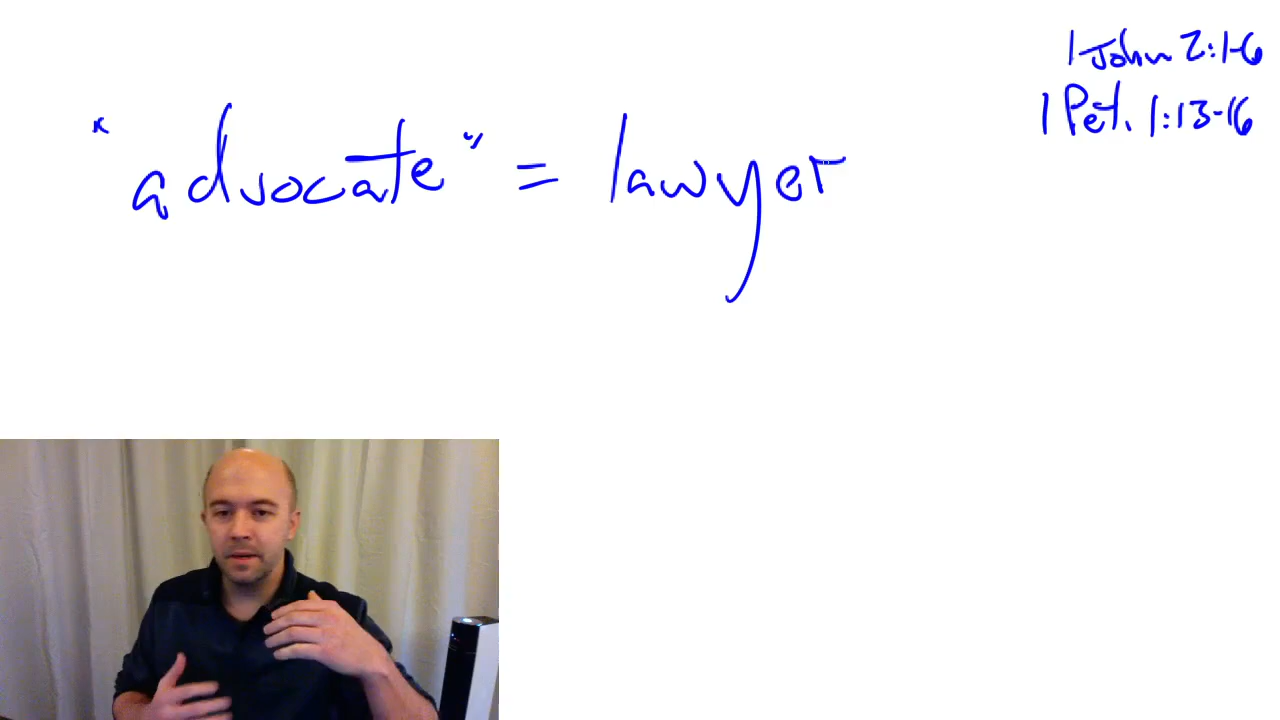 1 John 2:1-6
1 Pet. 1:13-16
"advocate" = lawyer